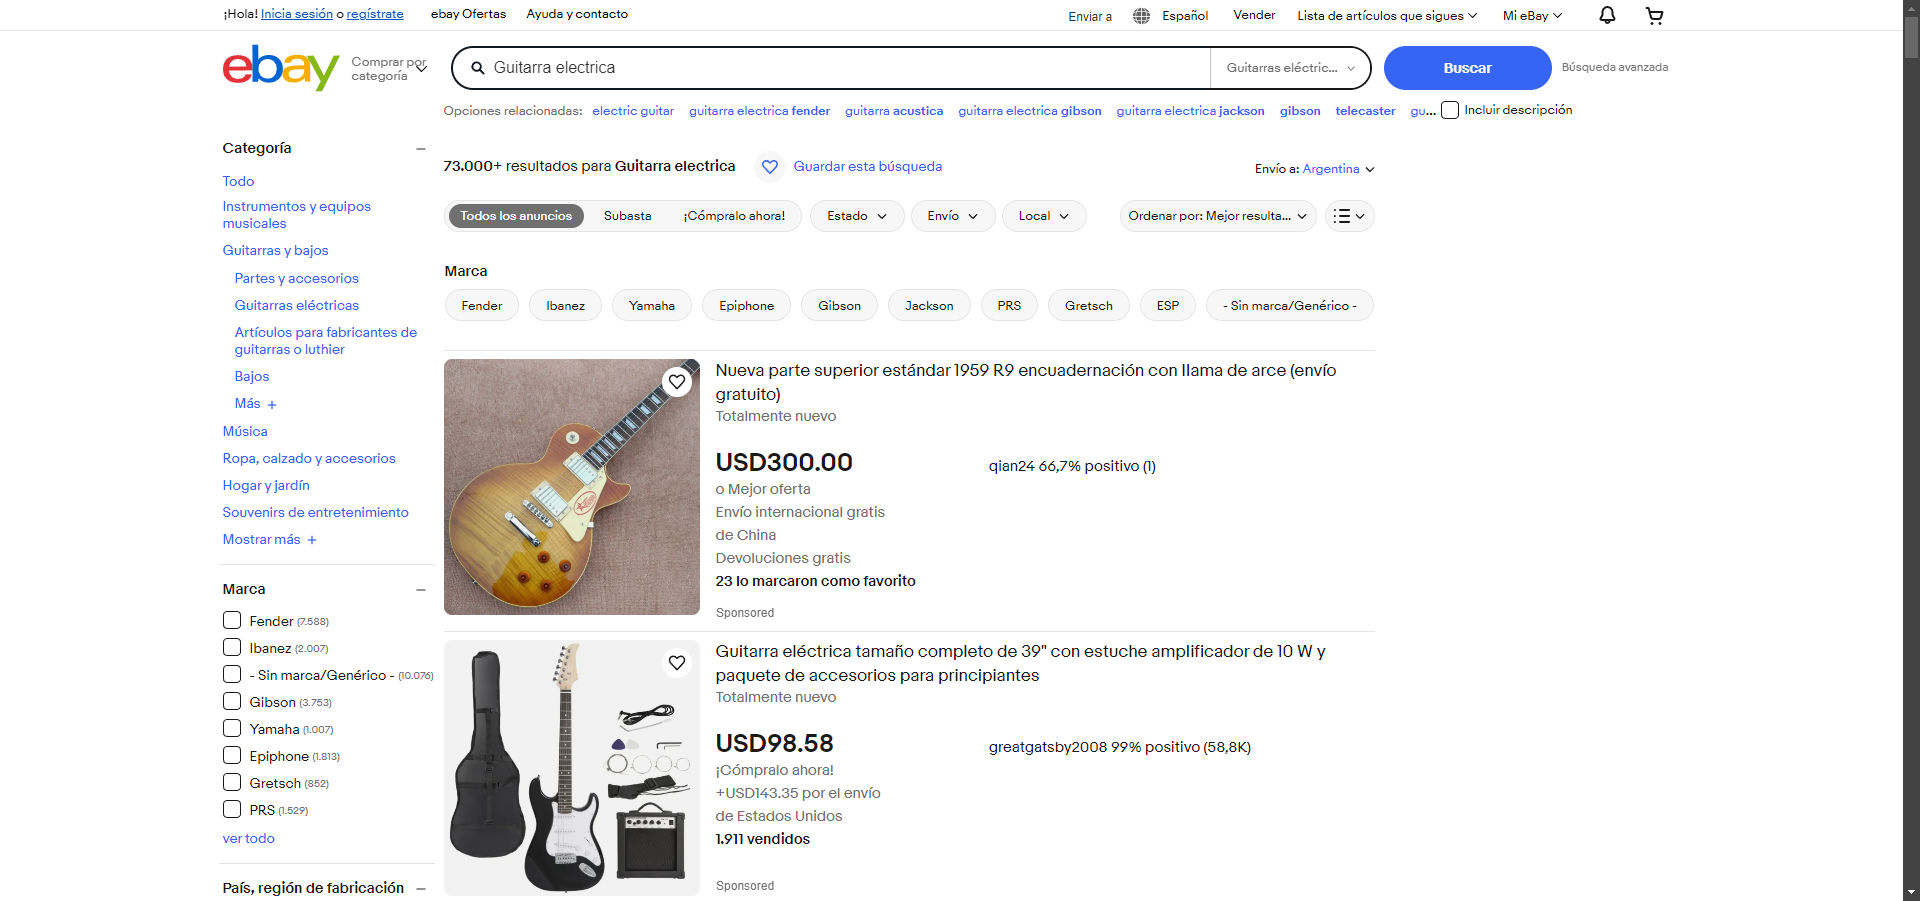 ¡Hola! Inicia sesión o regístrate
ebay Ofertas
Ayuda y contacto
Enviar a
Español
Vender
Lista de artículos que sigues
Mi eBay
ebay
Comprar por
categoría
Guitarra electrica
Guitarras eléctric...
Buscar
Búsqueda avanzada
Opciones relacionadas: electric guitar guitarra electrica fender guitarra acustica guitarra electrica gibson guitarra electrica jackson gibson telecaster gu...
Incluir descripción
Categoría
Todo
Instrumentos y equipos
musicales
Guitarras y bajos
Partes y accesorios
Guitarras eléctricas
Artículos para fabricantes de
guitarras o luthier
Bajos
Más +
Música
Ropa, calzado y accesorios
Hogar y jardín
Souvenirs de entretenimiento
Mostrar más +
Marca
Fender (7.588)
Ibanez (2.007)
- Sin marca/Genérico - (10.076)
Gibson (3.753)
Yamaha (1.007)
Epiphone (1.813)
Gretsch (852)
PRS (1.529)
ver todo
País, región de fabricación
73.000+ resultados para Guitarra electrica
Guardar esta búsqueda
Envío a: Argentina
Todos los anuncios
Subasta
¡Cómpralo ahora!
Estado
Envío
Local
Ordenar por: Mejor resulta...
Marca
Fender
Ibanez
Yamaha
Epiphone
Gibson
Jackson
PRS
Gretsch
ESP
- Sin marca/Genérico -
Nueva parte superior estándar 1959 R9 encuadernación con llama de arce (envío
gratuito)
Totalmente nuevo
USD300.00
qian24 66,7% positivo (1)
o Mejor oferta
Envío internacional gratis
de China
Devoluciones gratis
23 lo marcaron como favorito
Sponsored
Guitarra eléctrica tamaño completo de 39" con estuche amplificador de 10 W y
paquete de accesorios para principiantes
Totalmente nuevo
USD98.58
greatgatsby2008 99% positivo (58,8K)
¡Cómpralo ahora!
+USD143.35 por el envío
de Estados Unidos
1.911 vendidos
Sponsored